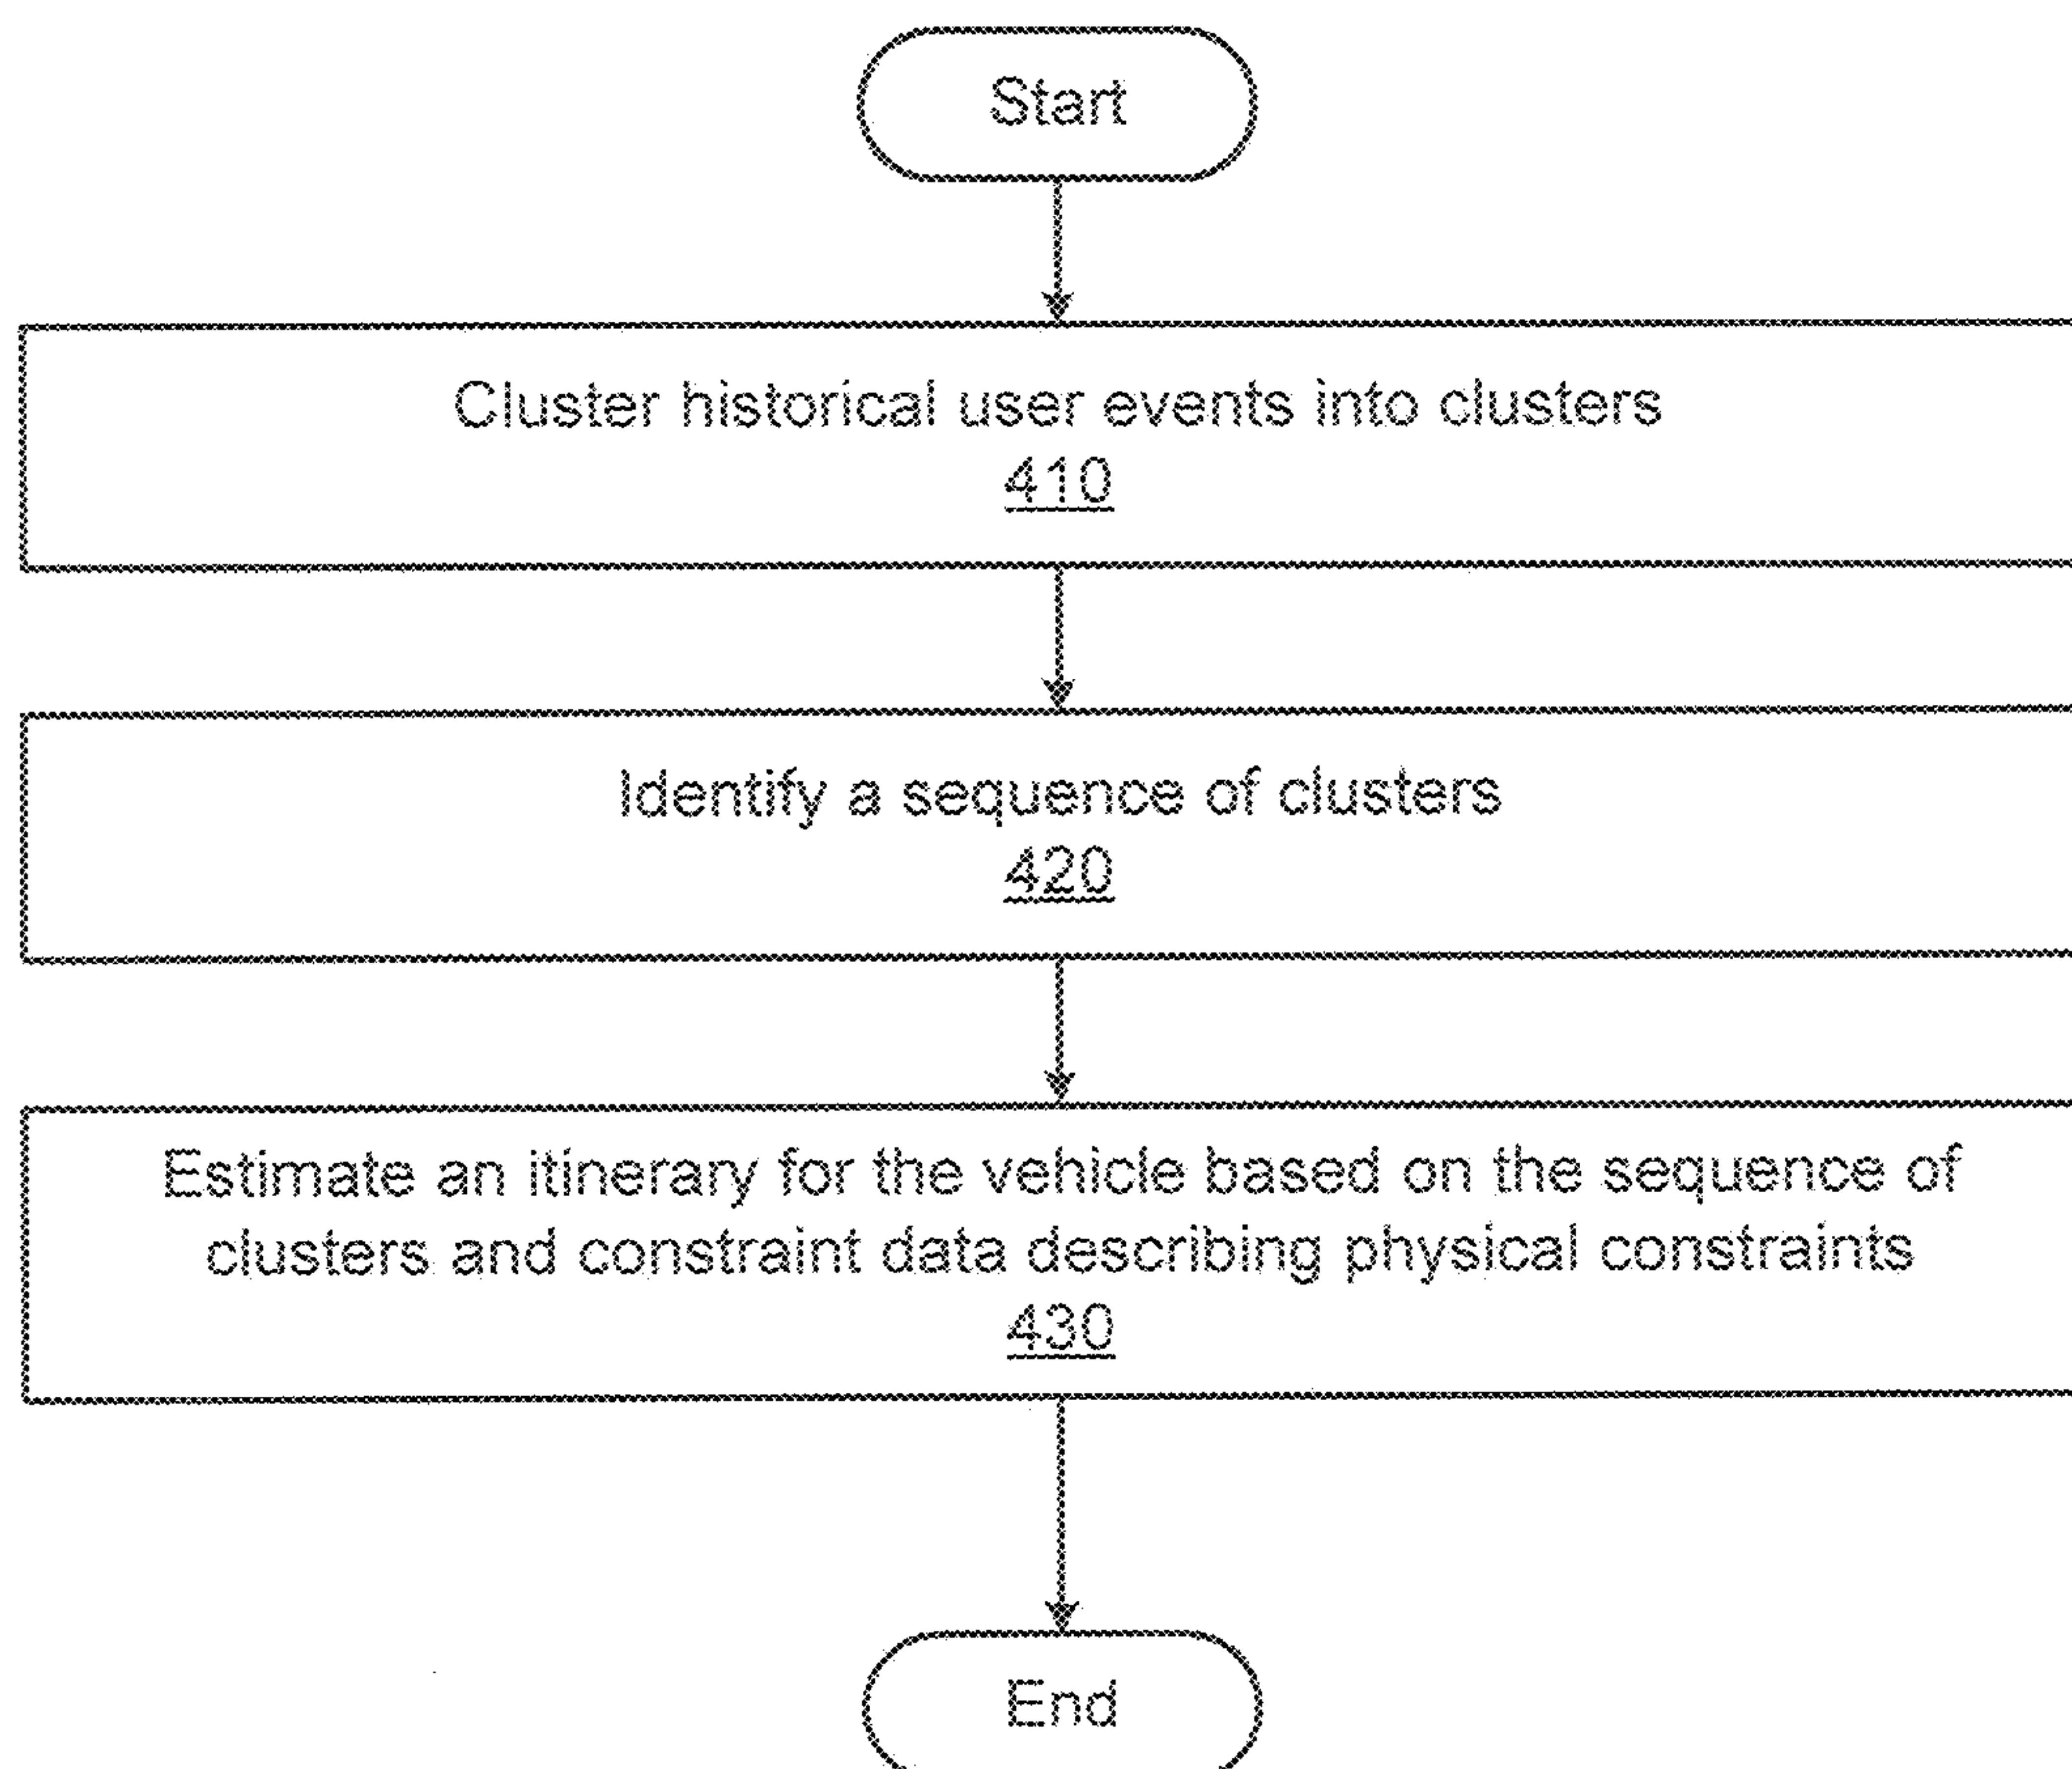 Start
Cluster historical user events into clusters
410
Identify a sequence of clusters
420
Estimate an itinerary for the vehicle based on the sequence of
clusters and constraint data describing physical constraints
430
End